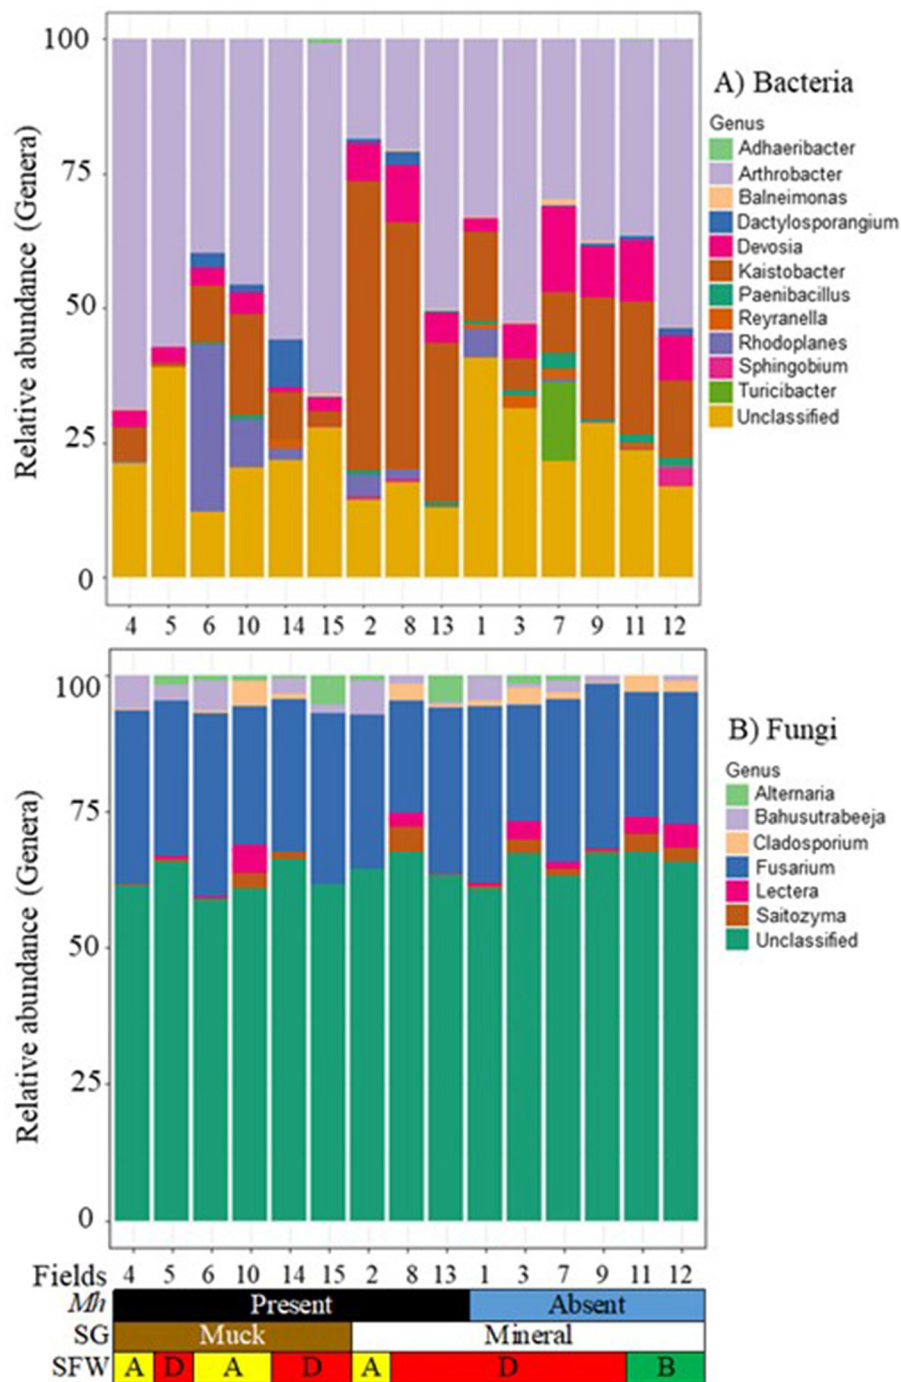 A) Bacteria
Genus
Adhaeribacter
Arthrobacter
Balneimonas
Dactylosporangium
Devosia
Kaistobacter
Paenibacillus
Reyranella
Rhodoplanes
Sphingobium
Turicibacter
Unclassified
Relative abundance (Genera)
100
75
50
25
0
4 5 6 10 14 15 2 8 13 1 3 7 9 11 12
B) Fungi
Genus
Alternaria
Bahusutrabeeja
Cladosporium
Fusarium
Lectera
Saitozyma
Unclassified
Relative abundance (Genera)
100
75
50
25
0
Fields 4 5 6 10 14 15 2 8 13 1 3 7 9 11 12
Mh Present Absent
SG Muck Mineral
SFW A D A D A D B